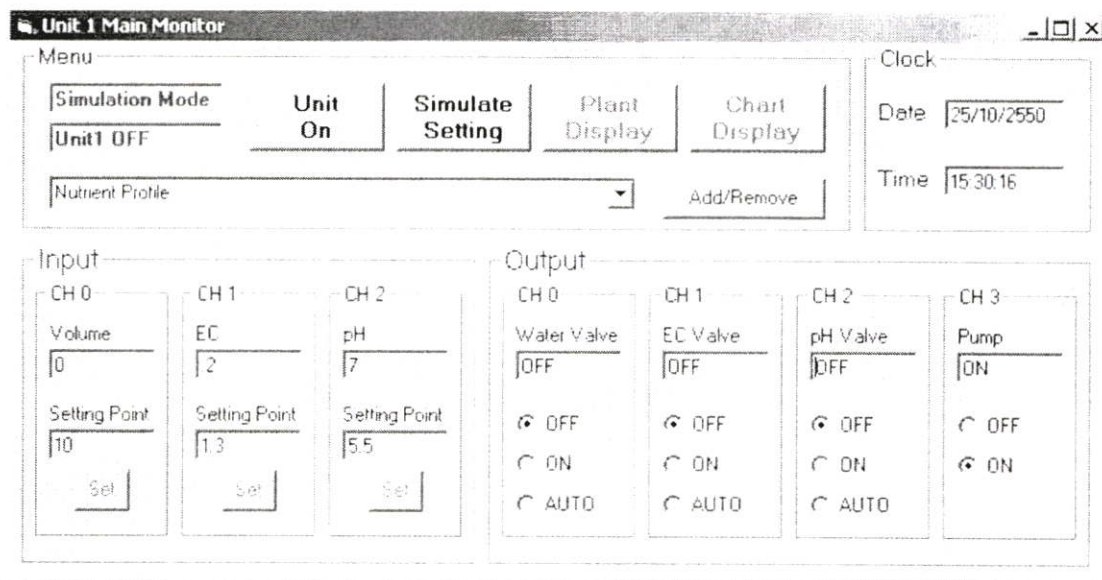 Unit 1 Main Monitor
Menu
Simulation Mode
Unit1 OFF
Unit On
Simulate Setting
Plant Display
Chart Display
Nutrient Profile
Add/Remove
Clock
Date 25/10/2550
Time 15:30:16
Input
CH 0
Volume
0
Setting Point
10
Set
CH 1
EC
2
Setting Point
1.3
Set
CH 2
pH
7
Setting Point
5.5
Set
Output
CH 0
Water Valve
OFF
OFF
ON
AUTO
CH 1
EC Valve
OFF
OFF
ON
AUTO
CH 2
pH Valve
OFF
OFF
ON
AUTO
CH 3
Pump
ON
OFF
ON